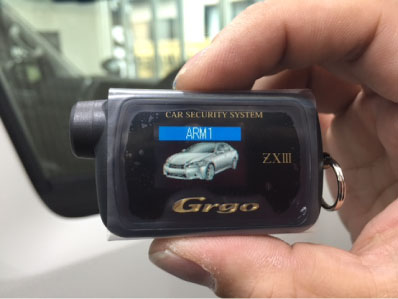 CAR SECURITY SYSTEM
ARM1
ZXIII
Grgo